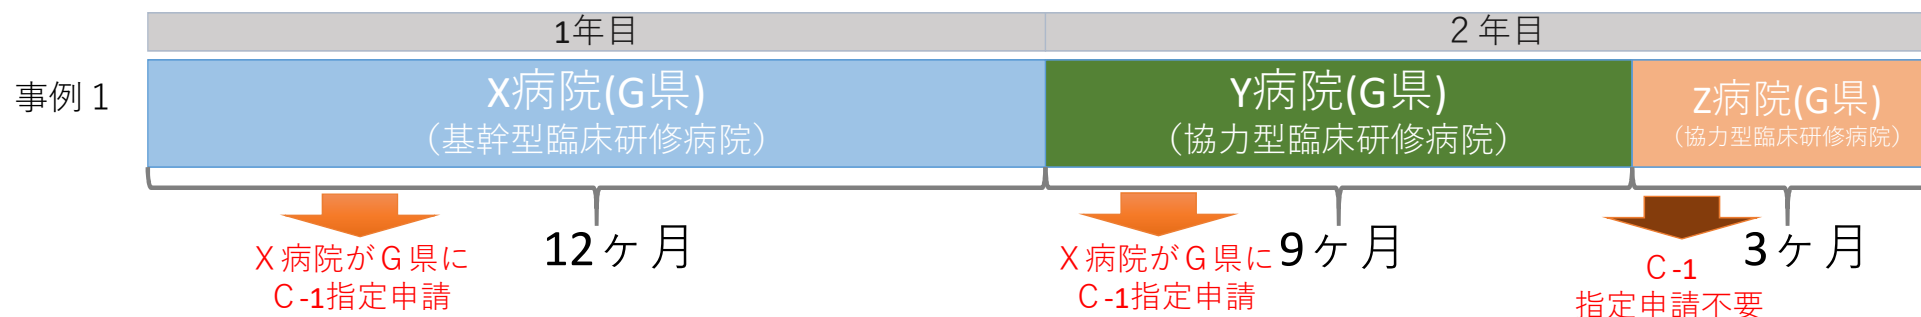 1年目
２年目
事例１
X病院(G県)
（基幹型臨床研修病院）
Y病院(G県)
（協力型臨床研修病院）
Z病院(G県)
（協力型臨床研修病院）
Ｘ病院がＧ県に
Ｃ-1指定申請
12ヶ月
Ｘ病院がＧ県に
Ｃ-1指定申請
9ヶ月
Ｃ-1
指定申請不要
3ヶ月